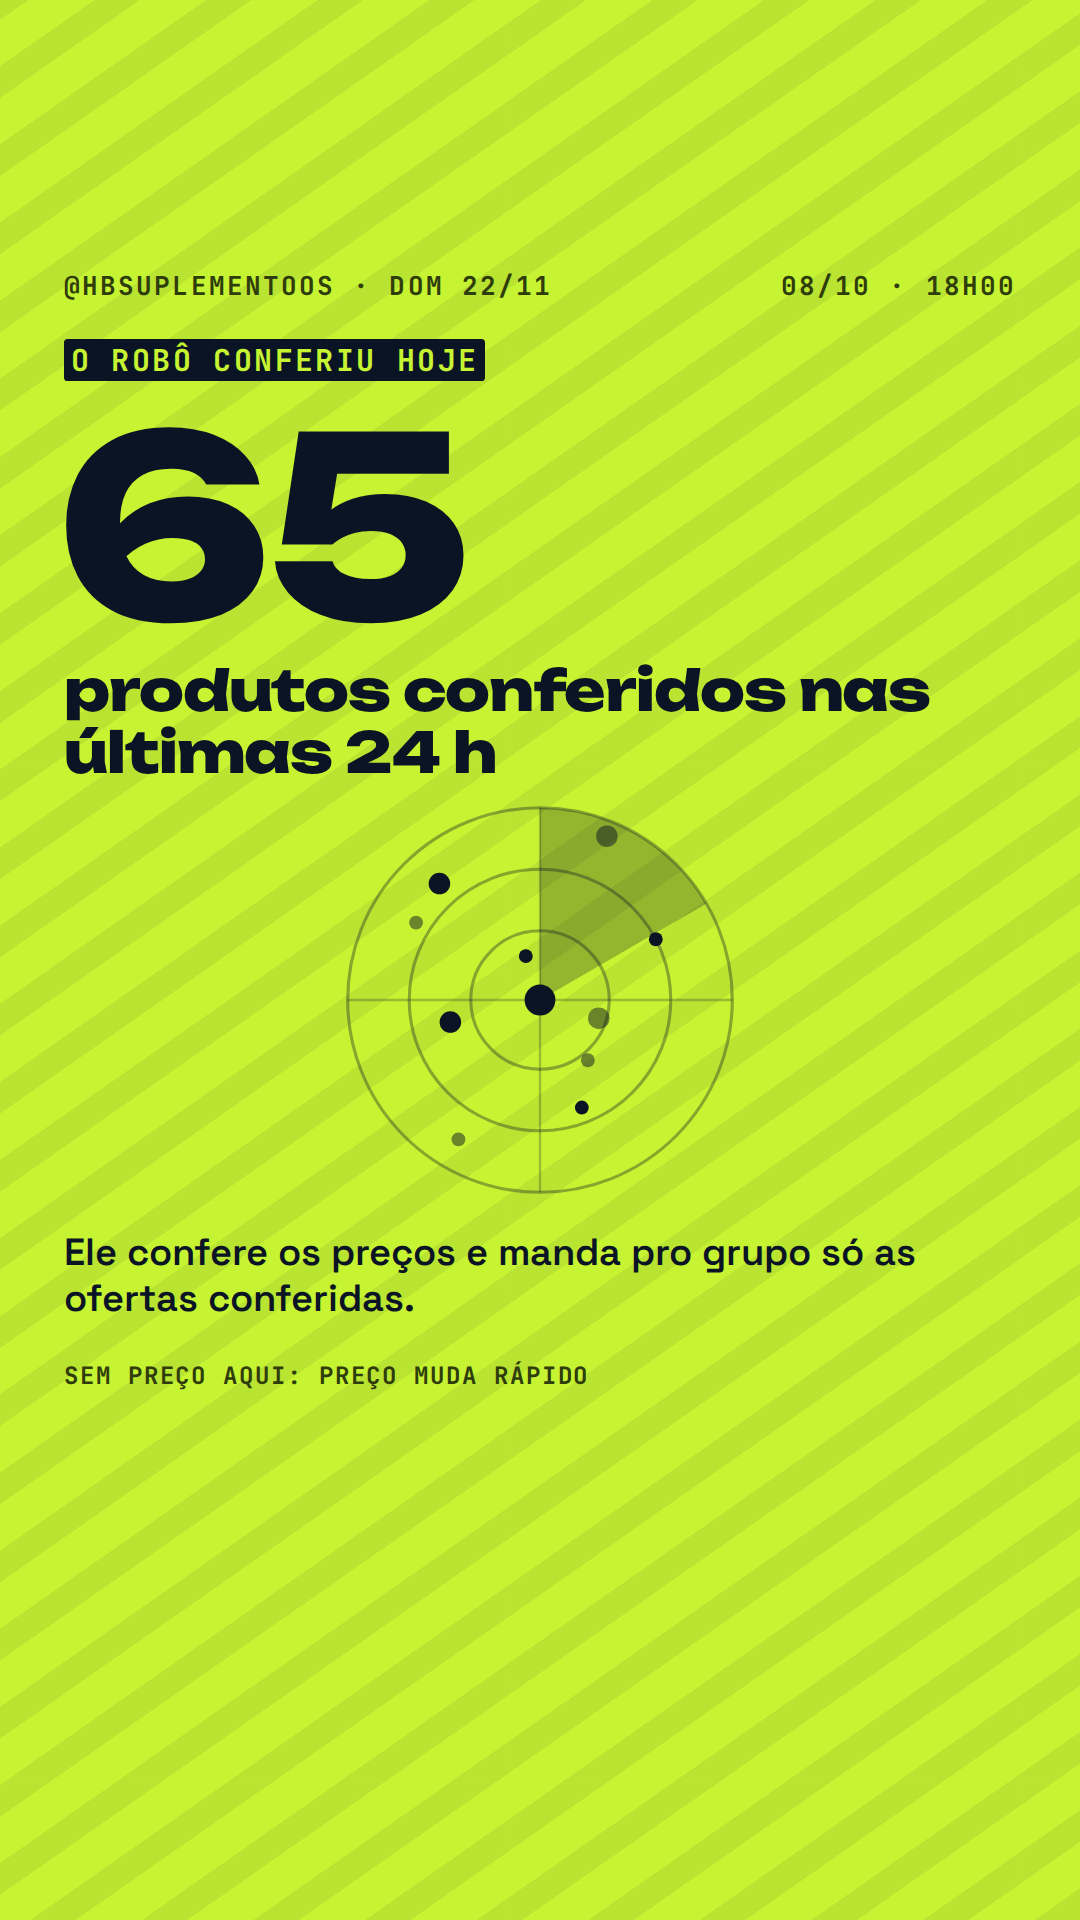 @HBSUPLEMENTOOS · DOM 22/11
08/10 · 18H00
O ROBÔ CONFERIU HOJE
65
produtos conferidos nas
últimas 24 h
Ele confere os preços e manda pro grupo só as
ofertas conferidas.
SEM PREÇO AQUI: PREÇO MUDA RÁPIDO